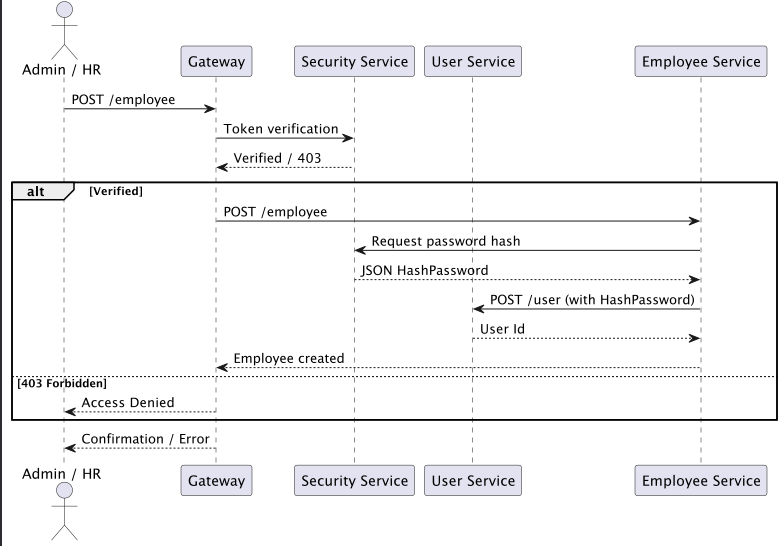 Admin / HR
Gateway
Security Service
User Service
Employee Service
POST /employee
Token verification
Verified / 403
alt
[Verified]
POST /employee
Request password hash
JSON HashPassword
POST /user (with HashPassword)
User Id
Employee created
[403 Forbidden]
Access Denied
Confirmation / Error
Admin / HR
Gateway
Security Service
User Service
Employee Service